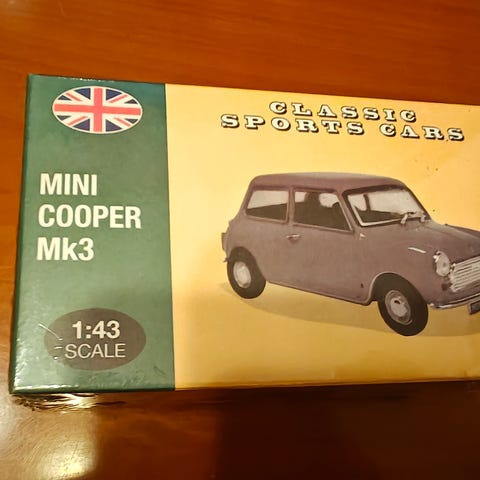 CLASSIC
SPORTS CARS
MINI
COOPER
Mk3
1:43
SCALE